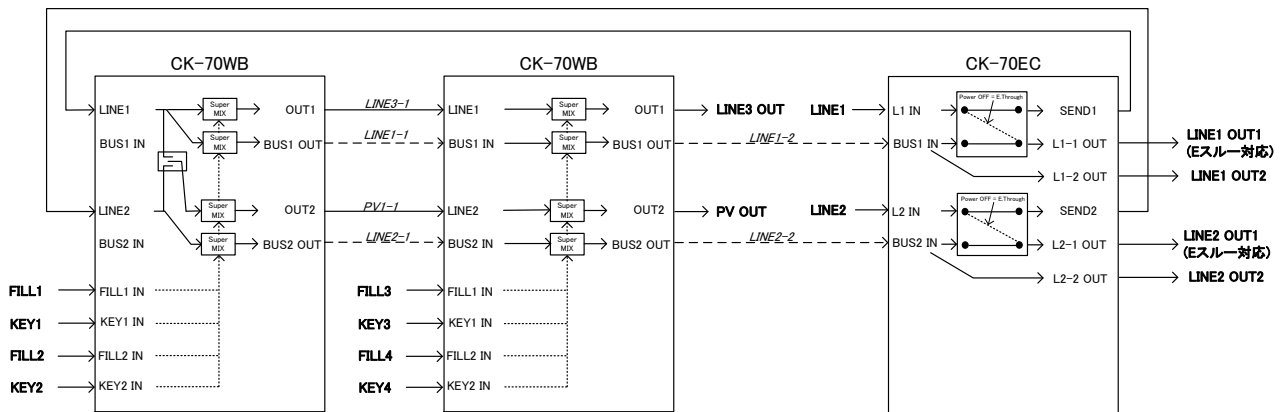 CK-70WB
LINE1
BUS1 IN
LINE2
BUS2 IN
FILL1 IN
KEY1 IN
FILL2 IN
KEY2 IN
Super
MIX
Super
MIX
Super
MIX
Super
MIX
OUT1
BUS1 OUT
OUT2
BUS2 OUT
FILL1
KEY1
FILL2
KEY2
LINE3-1
LINE1-1
PV1-1
LINE2-1
CK-70WB
LINE1
BUS1 IN
LINE2
BUS2 IN
FILL1 IN
KEY1 IN
FILL2 IN
KEY2 IN
Super
MIX
Super
MIX
Super
MIX
Super
MIX
OUT1
BUS1 OUT
OUT2
BUS2 OUT
FILL3
KEY3
FILL4
KEY4
LINE3 OUT
LINE1-2
PV OUT
LINE2-2
LINE1
LINE2
CK-70EC
L1 IN
BUS1 IN
L2 IN
BUS2 IN
Power OFF = E.Through
Power OFF = E.Through
SEND1
L1-1 OUT
L1-2 OUT
SEND2
L2-1 OUT
L2-2 OUT
LINE1 OUT1
(Eスルー対応)
LINE1 OUT2
LINE2 OUT1
(Eスルー対応)
LINE2 OUT2